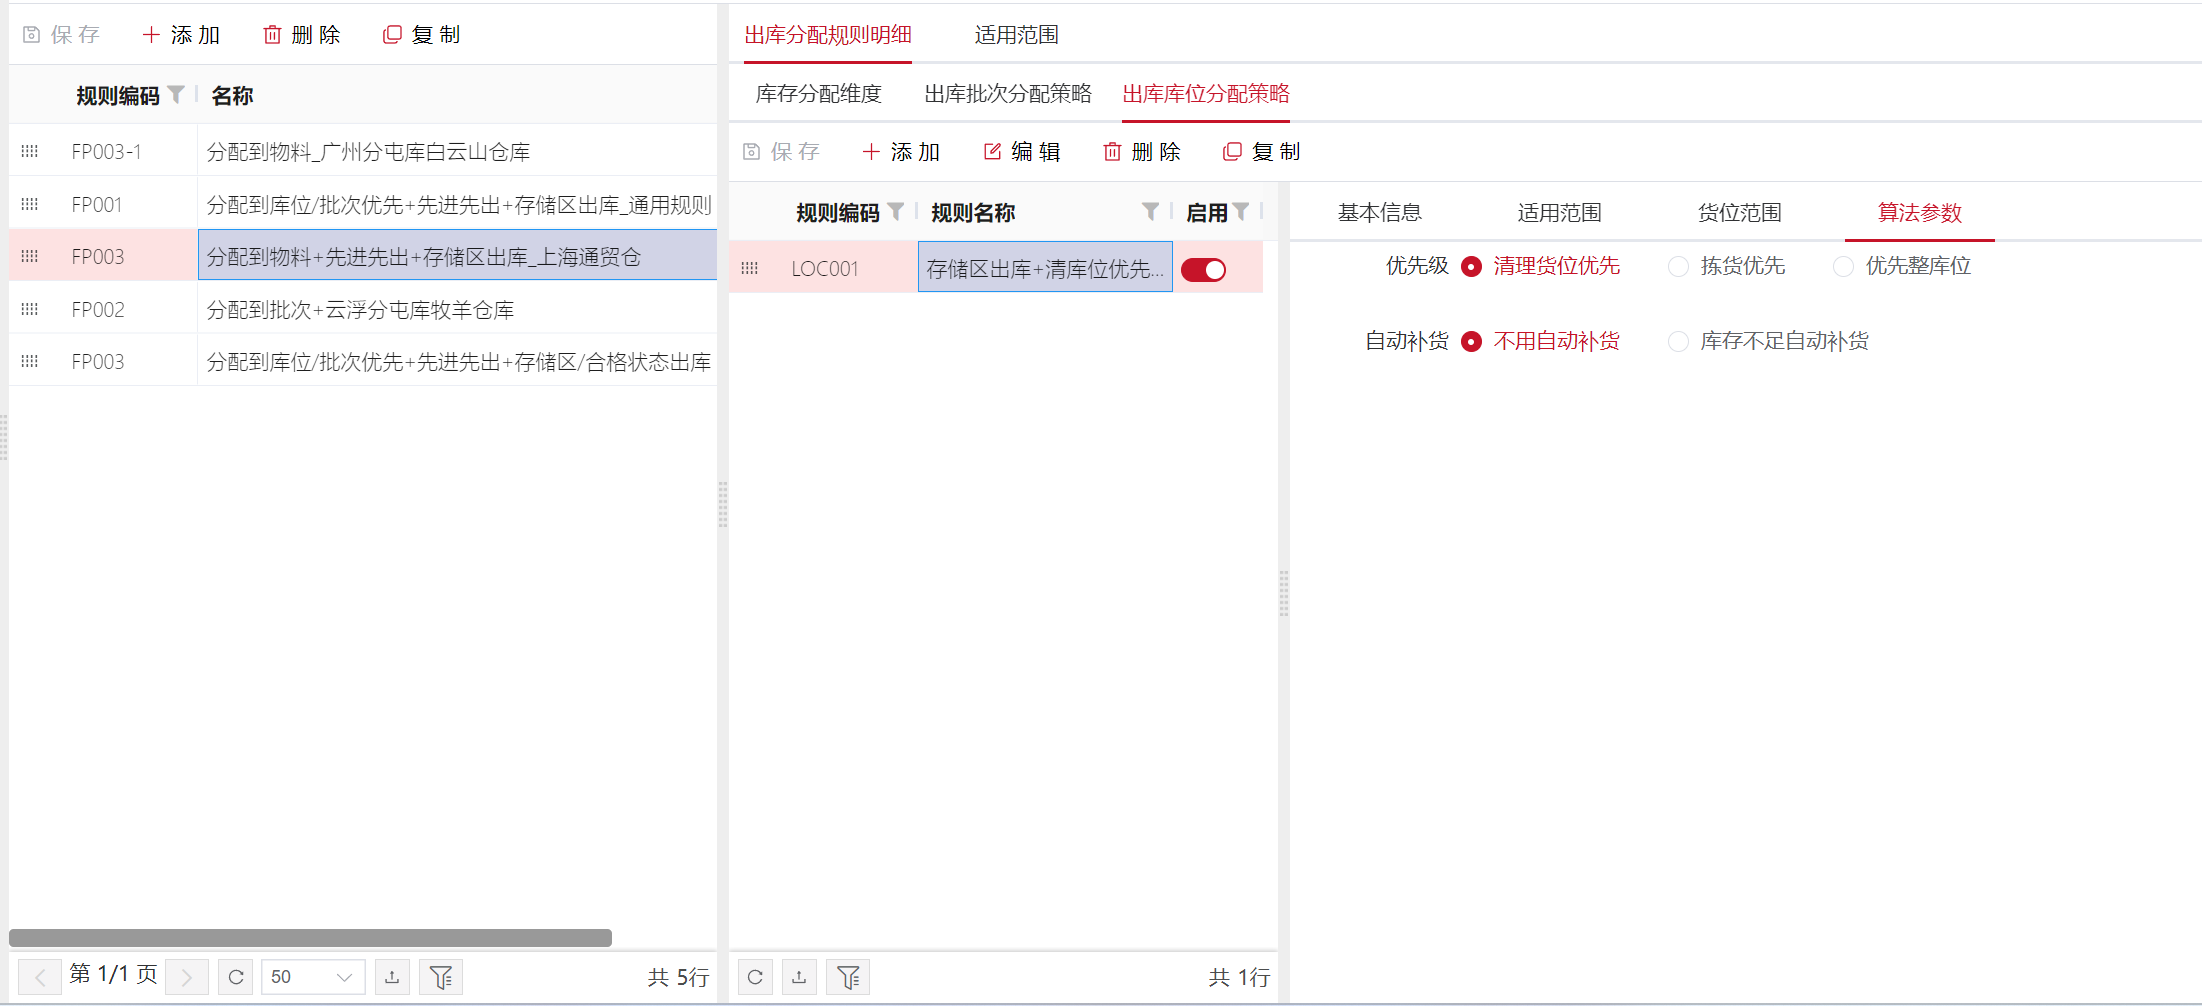 保 存 添 加 删 除 复 制
规则编码 名称
FP003-1 分配到物料_广州分屯库白云山仓库
FP001 分配到库位/批次优先+先进先出+存储区出库_通用规则
FP003 分配到物料+先进先出+存储区出库_上海通贸仓
FP002 分配到批次+云浮分屯库牧羊仓库
FP003 分配到库位/批次优先+先进先出+存储区/合格状态出库
第 1/1 页 50 共 5行
出库分配规则明细 适用范围
库存分配维度 出库批次分配策略 出库库位分配策略
保 存 添 加 编 辑 删 除 复 制
规则编码 规则名称 启用
LOC001 存储区出库+清库位优先...
共 1行
基本信息 适用范围 货位范围 算法参数
优先级 清理货位优先 拣货优先 优先整库位
自动补货 不用自动补货 库存不足自动补货